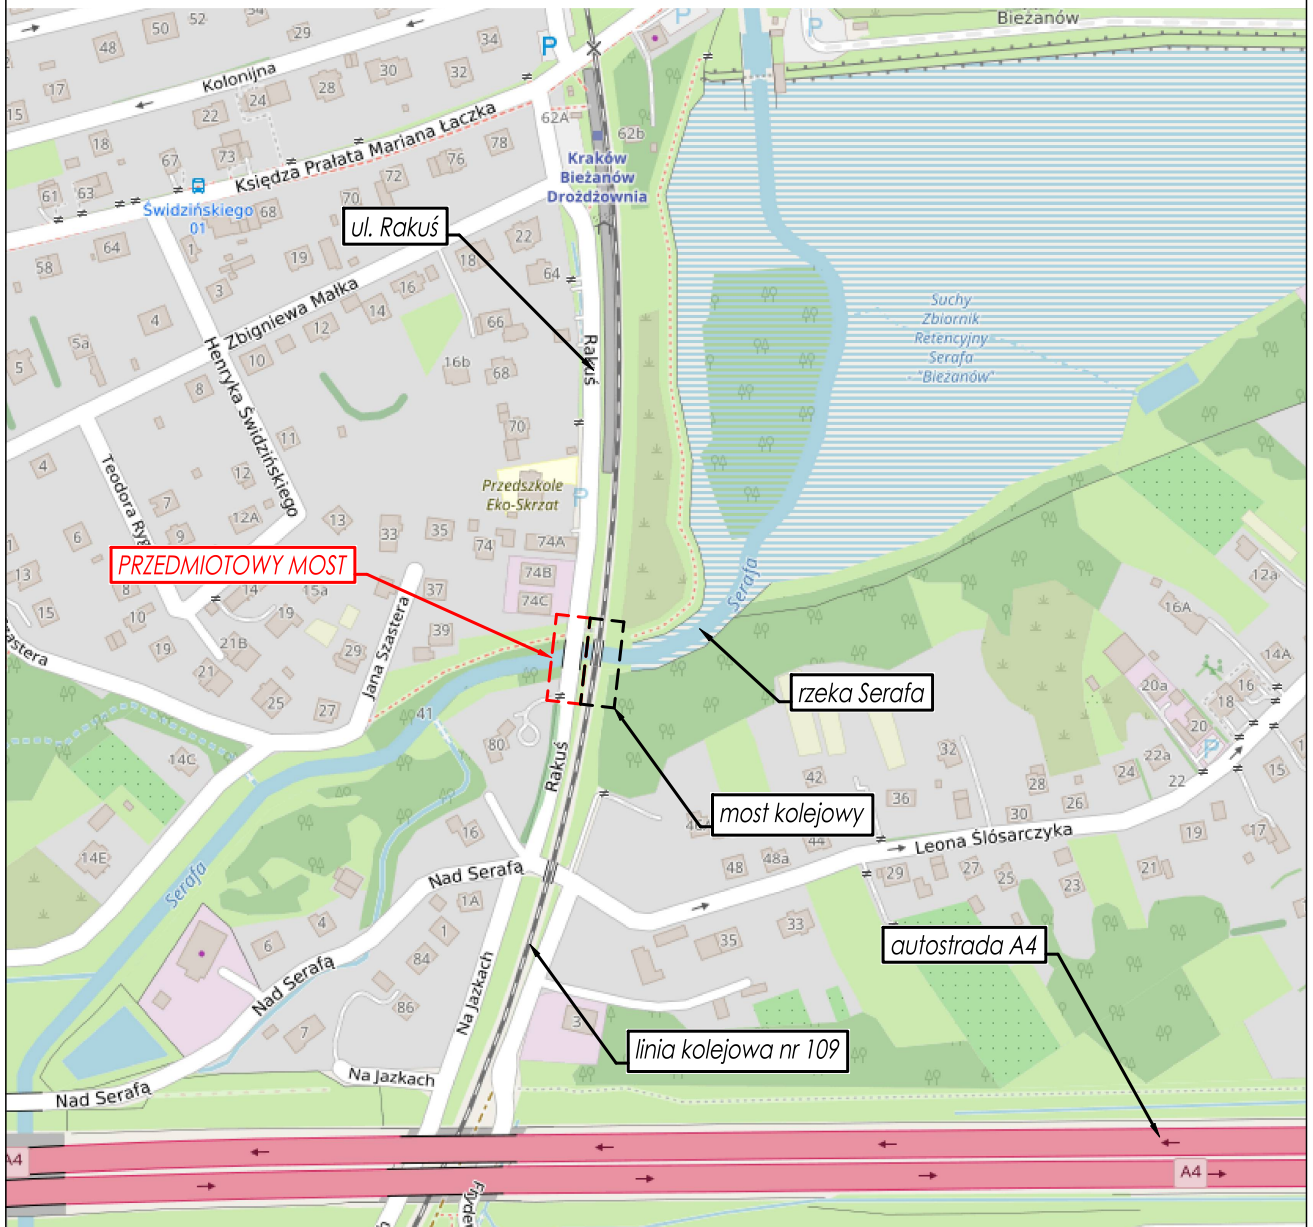 Bieżanów
P
P
P
50
52
54
29
34
48
17
15
Kolonijna
30
32
28
24
22
18
62A
62b
Księdza Prałata Mariana Łaczka
78
76
73
67
72
70
68
61
63
Kraków
Bieżanów
Drożdżownia
Świdzińskiego
01
ul. Rakuś
64
58
1
3
19
22
18
64
16
14
12
10
66
68
16b
4
5a
5
8
Zbigniewa Małka
Henryka Świdzińskiego
Rakuś
Suchy
Zbiornik
Retencyjny
Serafa
- "Bieżanów"
11
70
4
12
7
12A
13
6
9
33
35
74
74A
Przedszkole
Eko-Skrzat
P
Teodora Ryg
PRZEDMIOTOWY MOST
74B
74C
Serafa
13
15
8
10
14
15a
19
37
39
12a
16A
14A
19
21B
21
29
25
27
Jana Szastera
41
rzeka Serafa
20a
16
18
20
P
14C
80
Rakuś
32
22a
24
22
15
42
36
28
26
30
most kolejowy
44
Leona Ślósarczyka
19
17
16
14E
Serafa
Nad Serafą
48
48a
29
27
25
23
21
1A
1
4
6
84
86
7
33
35
autostrada A4
Nad Serafą
Na Jazkach
3
linia kolejowa nr 109
Na Jazkach
Nad Serafą
A4
A4